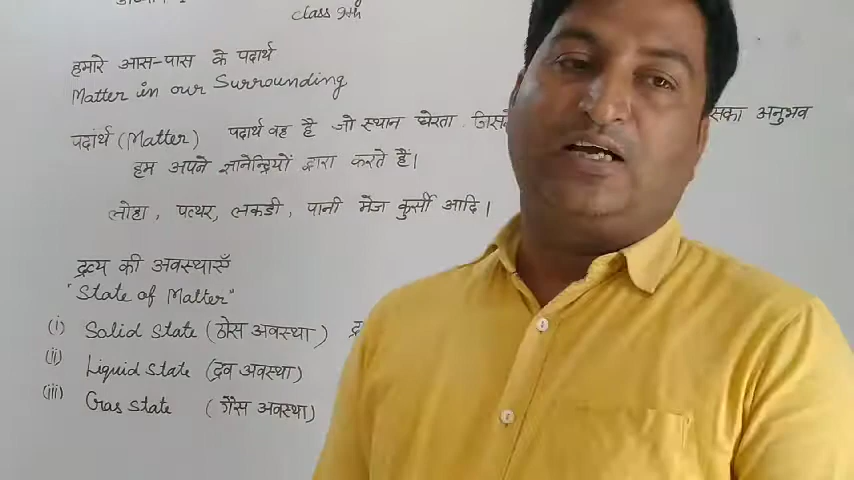 class 9th
हमारे आस-पास के पदार्थ
Matter in our Surrounding
पदार्थ (Matter) पदार्थ वह है जो स्थान घेरता अनुभव
हम अपने ज्ञानेन्द्रियों द्वारा करते हैं।
लोहा, पत्थर, लकडी, पानी मेज कुर्सी आदि।
द्रव्य की अवस्थाएँ
"State of Matter"
(i) Solid State (ठोस अवस्था)
(ii) Liquid State (द्रव अवस्था)
(iii) Gas State (गैस अवस्था)